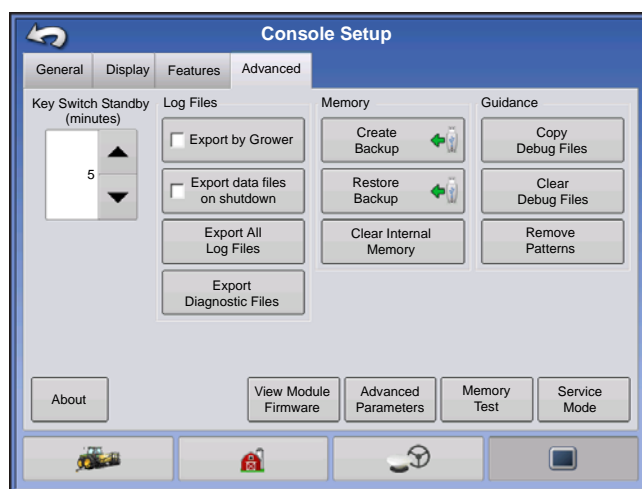 Console Setup
General
Display
Features
Advanced
Key Switch Standby
(minutes)
5
Log Files
Export by Grower
Export data files
on shutdown
Export All
Log Files
Export
Diagnostic Files
Memory
Create
Backup
Restore
Backup
Clear Internal
Memory
Guidance
Copy
Debug Files
Clear
Debug Files
Remove
Patterns
About
View Module
Firmware
Advanced
Parameters
Memory
Test
Service
Mode